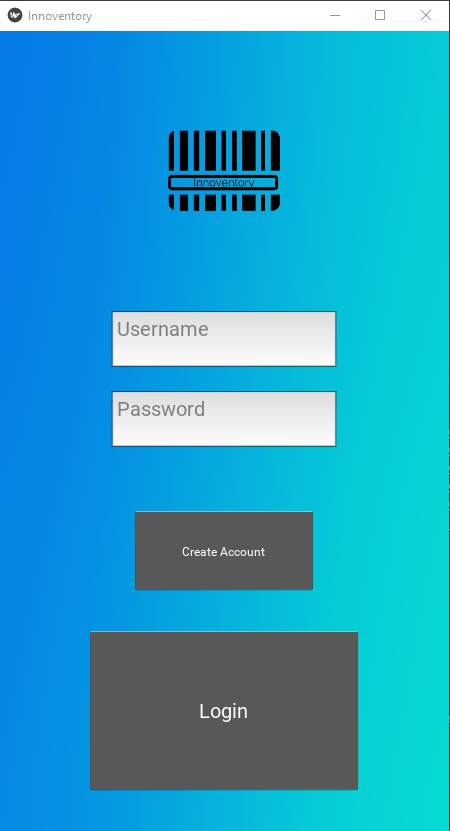 Innoventory
Innoventory
Username
Password
Create Account
Login